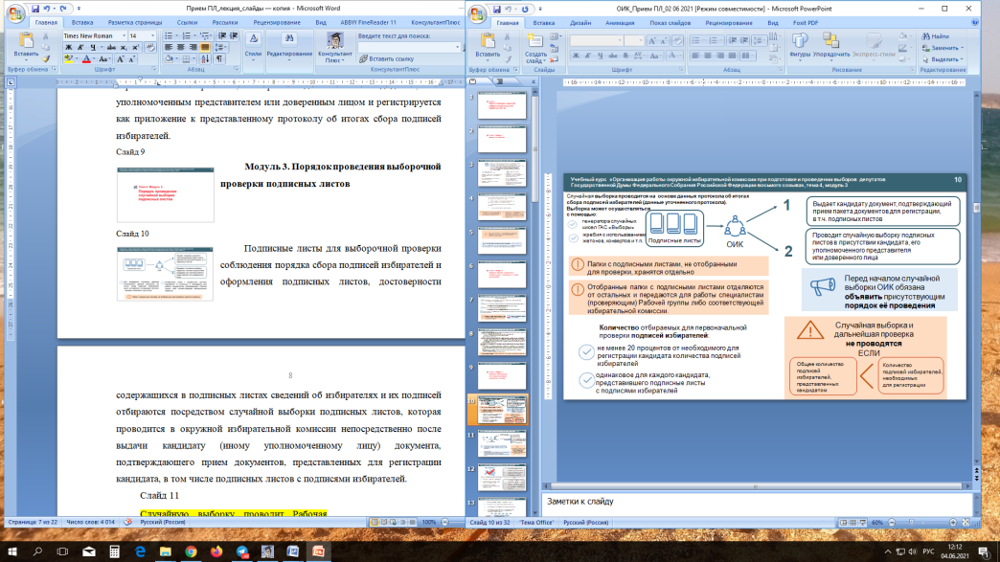 Прием ПЛ_лекция_слайды — копия - Microsoft Word
Главная Вставка Разметка страницы Ссылки Рассылки Рецензирование Вид ABBYY FineReader 11 КонсультантПлюс
Вставить
Times New Roman 14
Стили Редактирование Консультант Плюс
Введите текст для поиска:
Вставить ссылку
Буфер обмена Шрифт Абзац КонсультантПлюс
уполномоченным представителем или доверенным лицом и регистрируется
как приложение к представленному протоколу об итогах сбора подписей
избирателей.
Слайд 9
Модуль 3. Порядок проведения выборочной
проверки подписных листов
Слайд 10
Подписные листы для выборочной проверки
соблюдения порядка сбора подписей избирателей и
оформления подписных листов, достоверности
8
содержащихся в подписных листах сведений об избирателях и их подписей
отбираются посредством случайной выборки подписных листов, которая
проводится в окружной избирательной комиссии непосредственно после
выдачи кандидату (иному уполномоченному лицу) документа,
подтверждающего прием документов, представленных для регистрации
кандидата, в том числе подписных листов с подписями избирателей.
Слайд 11
Случайную выборку проводит Рабочая
Страница: 7 из 22 Число слов: 4 014 Русский (Россия) 100%
ОИК_Прием ПЛ_02 06 2021 [Режим совместимости] - Microsoft PowerPoint
Главная Вставка Дизайн Анимация Показ слайдов Рецензирование Вид Foxit PDF
Вставить Создать слайд Фигуры Упорядочить Экспресс-стили
Найти
Заменить
Выделить
Буфер обмена Слайды Шрифт Абзац Рисование Редактирование
Учебный курс «Организация работы окружной избирательной комиссии при подготовке и проведении выборов депутатов
Государственной Думы Федерального Собрания Российской Федерации восьмого созыва», тема 4, модуль 3
10
Случайная выборка проводится на основе данных протокола об итогах
сбора подписей избирателей (данные уточненного протокола).
Выборка может осуществляться
с помощью:
генератора случайных
чисел ГАС «Выборы»
жребия с использованием
жетонов, конвертов и т.п.
Подписные листы
ОИК
1
Выдает кандидату документ, подтверждающий
прием пакета документов для регистрации,
в т.ч. подписных листов
2
Проводит случайную выборку подписных
листов в присутствии кандидата, его
уполномоченного представителя
или доверенного лица
Папки с подписными листами, не отобранными
для проверки, хранятся отдельно
Отобранные папки с подписными листами отделяются
от остальных и передаются для работы специалистам
(проверяющим) Рабочей группы либо соответствующей
избирательной комиссии
Перед началом случайной
выборки ОИК обязана
объявить присутствующим
порядок её проведения
Количество отбираемых для первоначальной
проверки подписей избирателей:
не менее 20 процентов от необходимого для
регистрации кандидата количества подписей
избирателей
одинаковое для каждого кандидата,
представившего подписные листы
с подписями избирателей
Случайная выборка и
дальнейшая проверка
не проводятся
ЕСЛИ
Общее количество
подписей
избирателей,
представленных
кандидатом
Количество
подписей избирателей,
необходимых
для регистрации
Заметки к слайду
Слайд 10 из 32 "Тема Office" Русский (Россия) 60%
РУС
12:12
04.06.2021